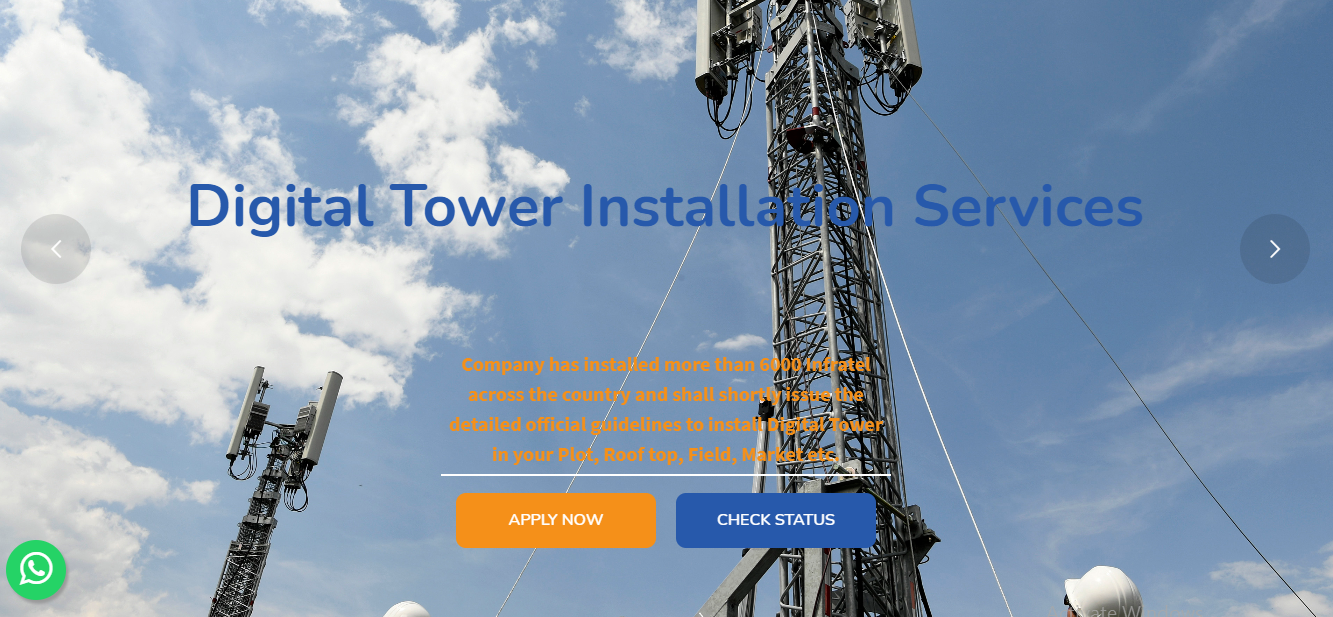 Digital Tower Installation Services
Company has installed more than 6000 Infratel
across the country and shall shortly issue the
detailed official guidelines to install Digital Tower
in your Plot, Roof top, Field, Market etc,
APPLY NOW
CHECK STATUS